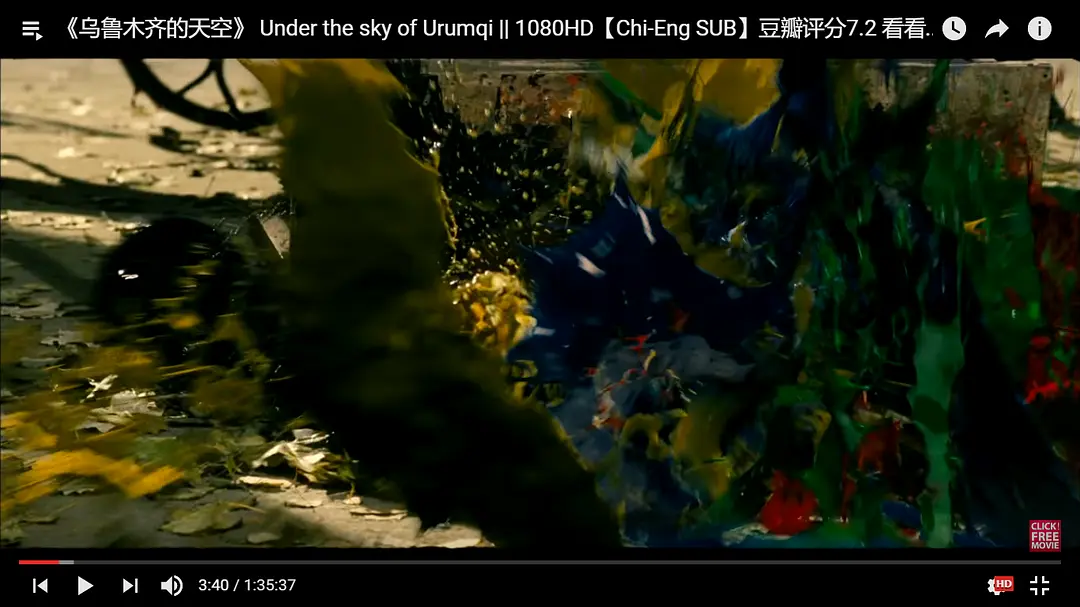 《乌鲁木齐的天空》 Under the sky of Urumqi || 1080HD【Chi-Eng SUB】豆瓣评分7.2 看看..
CLICK!
FREE
MOVIE
3:40 / 1:35:37
HD